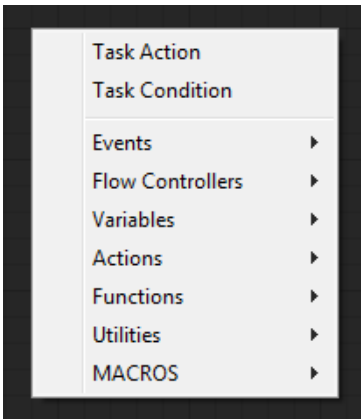 Task Action
Task Condition
Events
Flow Controllers
Variables
Actions
Functions
Utilities
MACROS